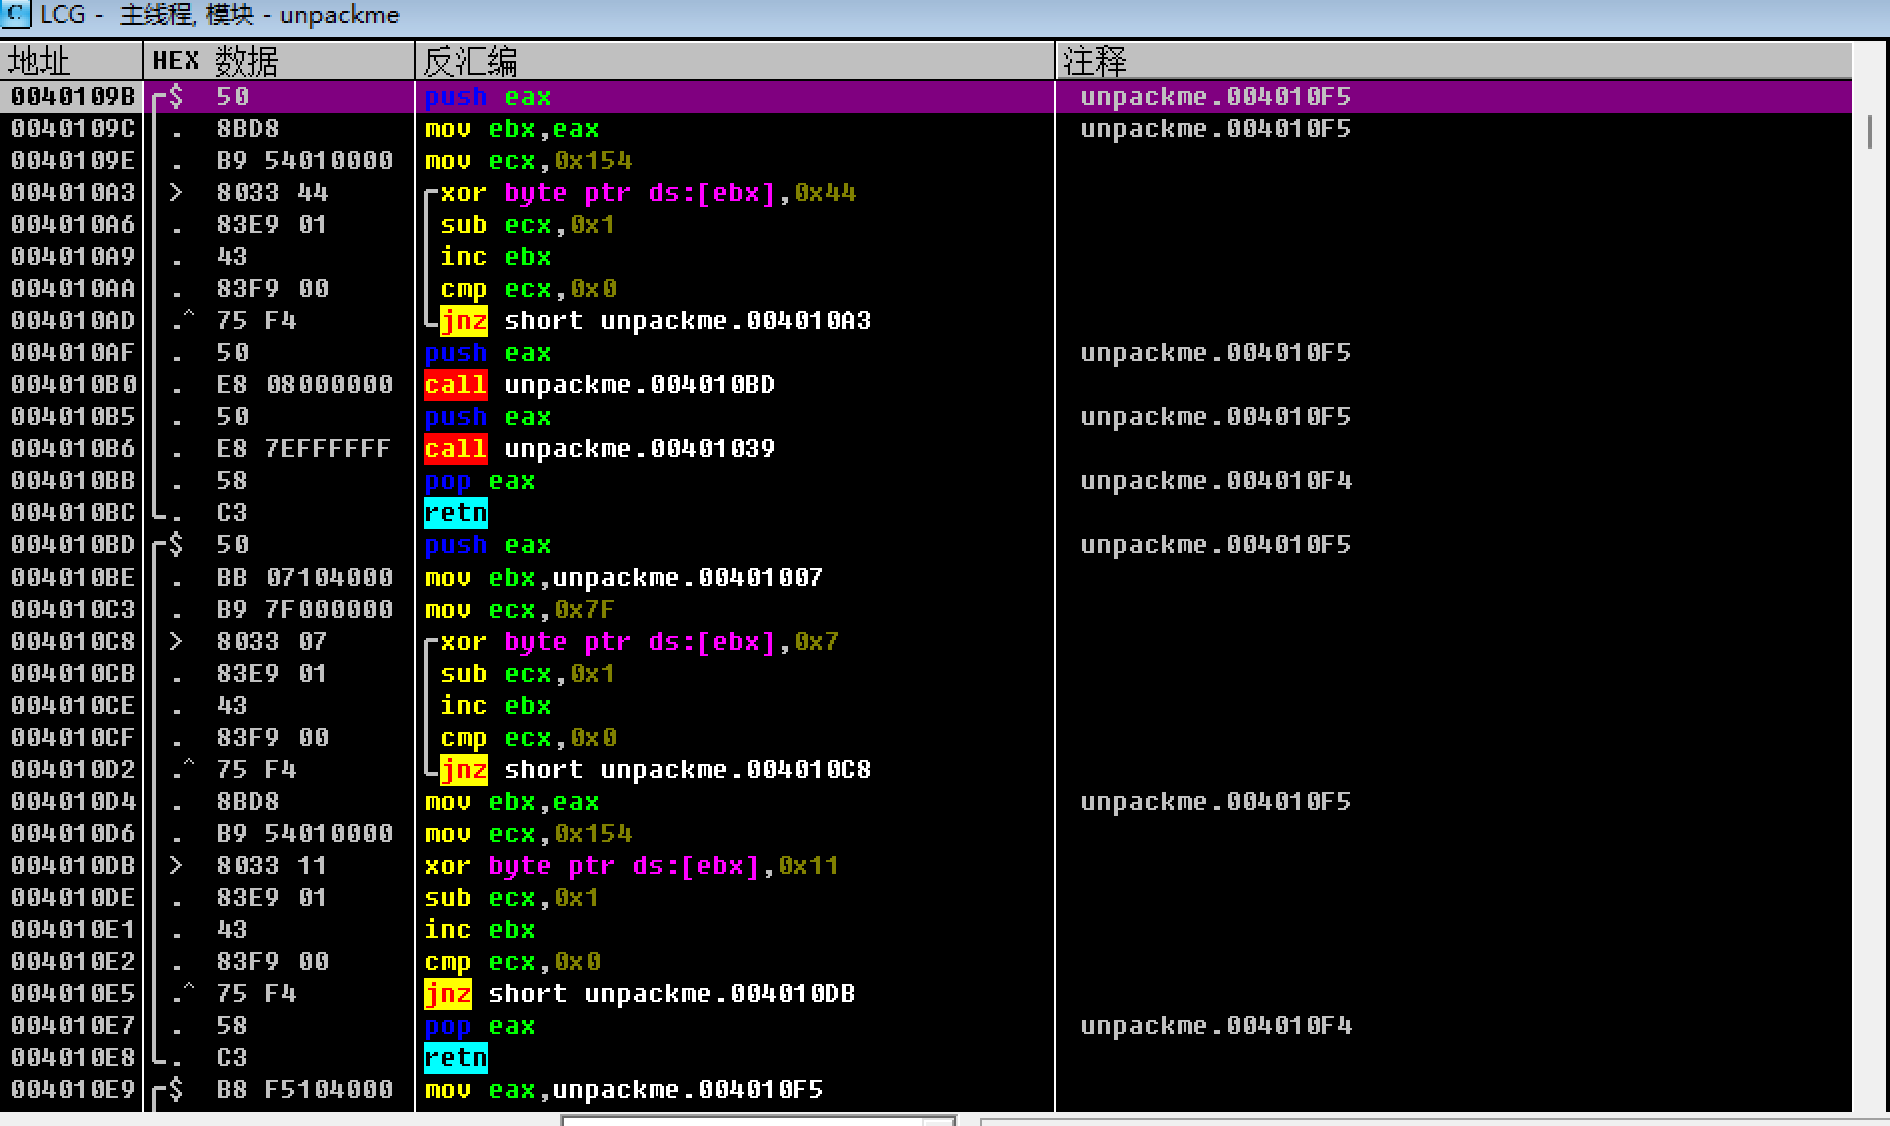 C LCG - 主线程, 模块 - unpackme
地址 HEX 数据 反汇编 注释
0040109B $ 50 push eax unpackme.004010F5
0040109C . 8BD8 mov ebx,eax unpackme.004010F5
0040109E . B9 54010000 mov ecx,0x154
004010A3 > 8033 44 xor byte ptr ds:[ebx],0x44
004010A6 . 83E9 01 sub ecx,0x1
004010A9 . 43 inc ebx
004010AA . 83F9 00 cmp ecx,0x0
004010AD .^ 75 F4 jnz short unpackme.004010A3
004010AF . 50 push eax unpackme.004010F5
004010B0 . E8 08000000 call unpackme.004010BD
004010B5 . 50 push eax unpackme.004010F5
004010B6 . E8 7EFFFFFF call unpackme.00401039
004010BB . 58 pop eax unpackme.004010F4
004010BC . C3 retn
004010BD $ 50 push eax unpackme.004010F5
004010BE . BB 07104000 mov ebx,unpackme.00401007
004010C3 . B9 7F000000 mov ecx,0x7F
004010C8 > 8033 07 xor byte ptr ds:[ebx],0x7
004010CB . 83E9 01 sub ecx,0x1
004010CE . 43 inc ebx
004010CF . 83F9 00 cmp ecx,0x0
004010D2 .^ 75 F4 jnz short unpackme.004010C8
004010D4 . 8BD8 mov ebx,eax unpackme.004010F5
004010D6 . B9 54010000 mov ecx,0x154
004010DB > 8033 11 xor byte ptr ds:[ebx],0x11
004010DE . 83E9 01 sub ecx,0x1
004010E1 . 43 inc ebx
004010E2 . 83F9 00 cmp ecx,0x0
004010E5 .^ 75 F4 jnz short unpackme.004010DB
004010E7 . 58 pop eax unpackme.004010F4
004010E8 . C3 retn
004010E9 $ B8 F5104000 mov eax,unpackme.004010F5